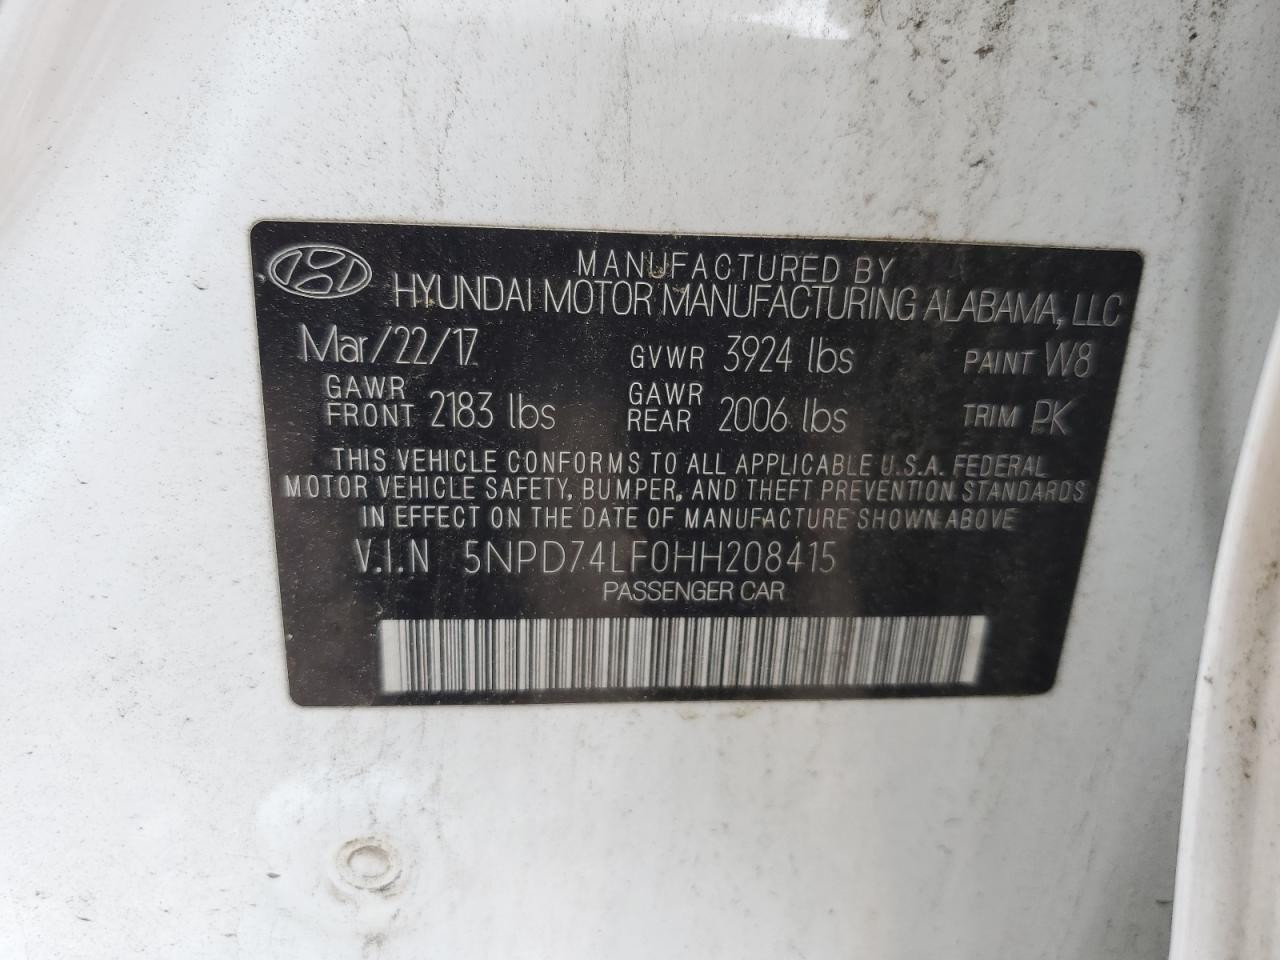 MANUFACTURED BY
HYUNDAI MOTOR MANUFACTURING ALABAMA, LLC
Mar/22/17 GVWR 3924 lbs PAINT W8
GAWR FRONT 2183 lbs GAWR REAR 2006 lbs TRIM PK
THIS VEHICLE CONFORMS TO ALL APPLICABLE U.S.A. FEDERAL
MOTOR VEHICLE SAFETY, BUMPER, AND THEFT PREVENTION STANDARDS
IN EFFECT ON THE DATE OF MANUFACTURE SHOWN ABOVE
V.I.N 5NPD74LF0HH208415
PASSENGER CAR